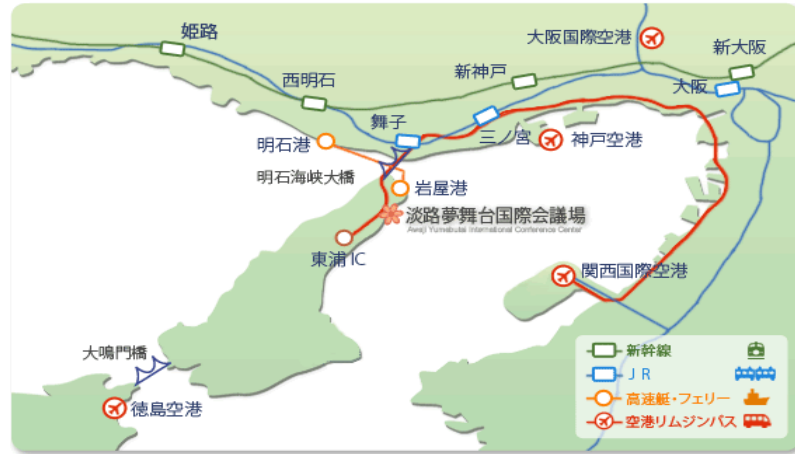 姫路
大阪国際空港
新大阪
西明石
新神戸
大阪
舞子
三ノ宮
神戸空港
明石港
明石海峡大橋
岩屋港
淡路夢舞台国際会議場
Awaji Yumebutai International Conference Center
東浦IC
関西国際空港
大鳴門橋
徳島空港
新幹線
JR
高速艇・フェリー
空港リムジンバス